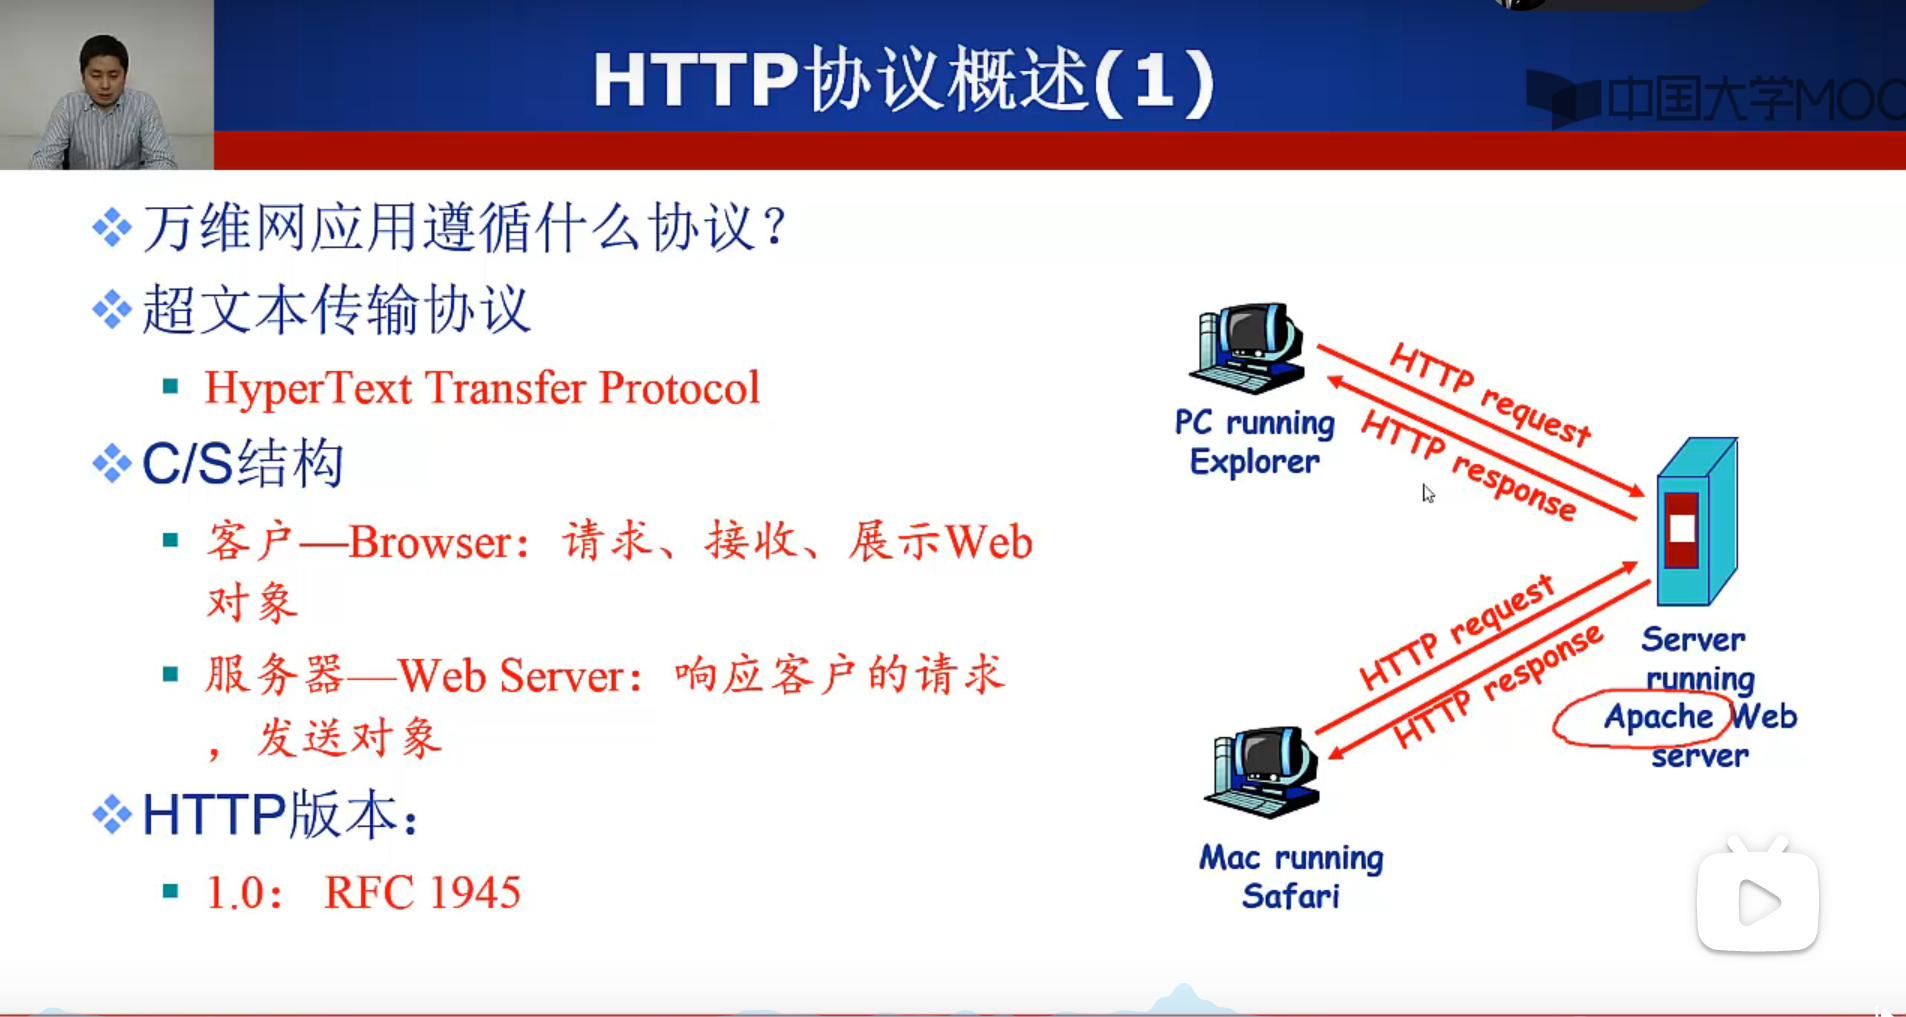 HTTP协议概述(1)
中国大学MOO
万维网应用遵循什么协议？
超文本传输协议
HyperText Transfer Protocol
C/S结构
客户—Browser：请求、接收、展示Web
对象
服务器—Web Server：响应客户的请求
，发送对象
HTTP版本：
1.0： RFC 1945
HTTP request
HTTP response
PC running
Explorer
HTTP request
HTTP response
Server
running
Apache Web
server
Mac running
Safari